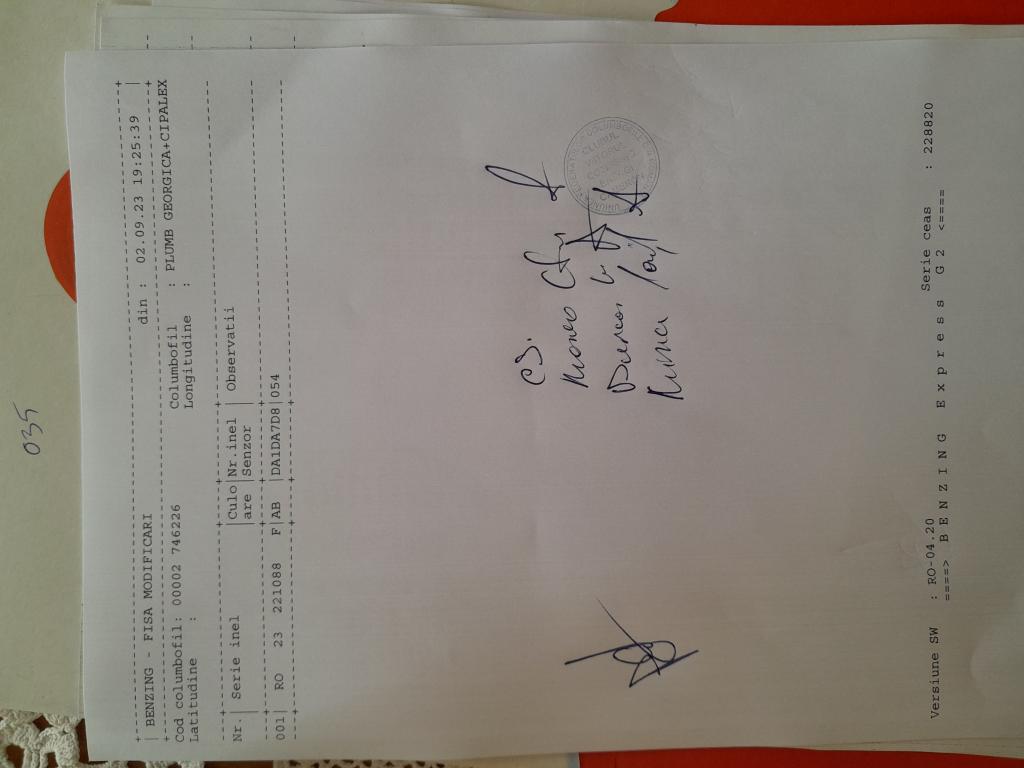 035
| BENZING - FISA MODIFICARI din : 02.09.23 19:25:39 |
Cod columbofil: 00002 746226 Columbofil : PLUMB GEORGICA+CIPALEX
Latitudine : Longitudine :
Nr.| Serie inel |Culo|Nr.inel | Observatii
|are |Senzor |
001| RO 23 221088 F|AB |DA1DA7D8|054
CS.
Versiune SW : RO-04.20 Serie ceas : 228820
====> B E N Z I N G E x p r e s s G 2 <====